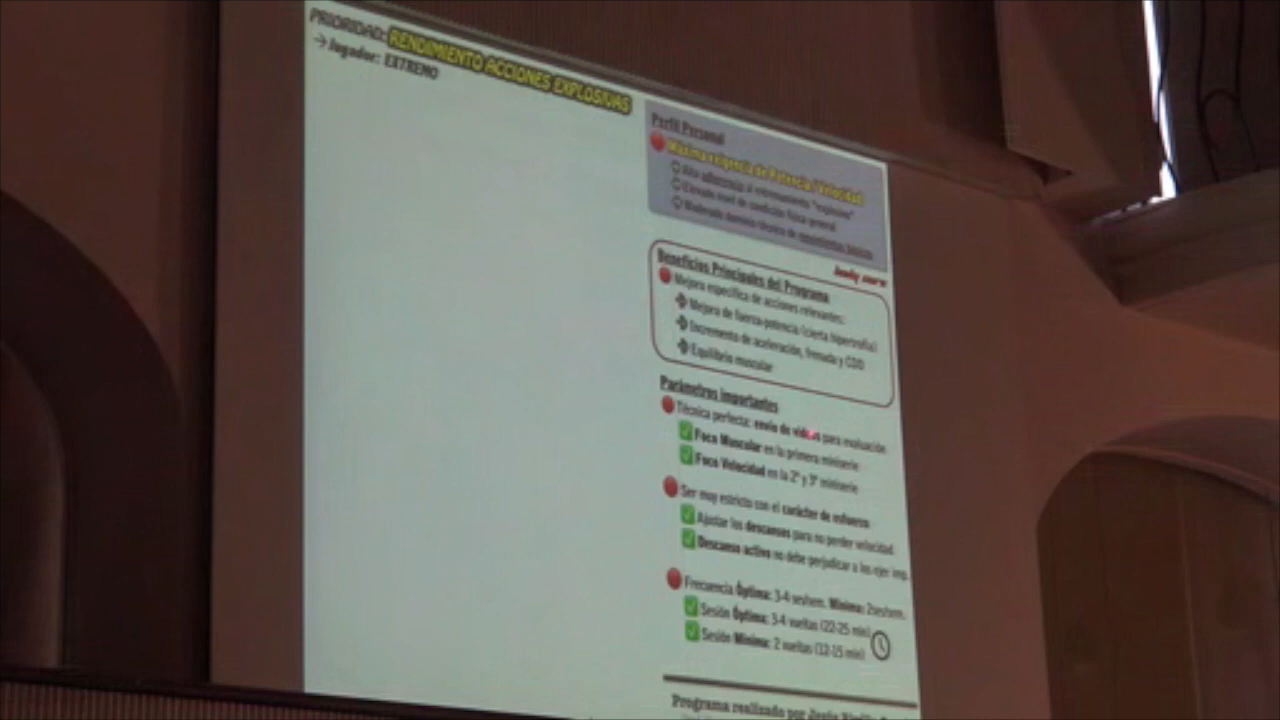 PRIORIDAD: RENDIMIENTO ACCIONES EXPLOSIVAS
→ Jugador: EXTREMO
Perfil Personal
Máxima exigencia de Potencia/Velocidad
Alta adherencia al entrenamiento "explosivo"
Elevado nivel de condición física general
Moderado dominio técnico de movimientos básicos
Beneficios Principales del Programa
Mejora específica de acciones relevantes:
Mejora de fuerza-potencia (cierta hipertrofia)
Incremento de aceleración, frenada y COD
Equilibrio muscular
Parámetros importantes
Técnica perfecta: envío de videos para evaluación
✅ Foco Muscular en la primera miniserie
✅ Foco Velocidad en la 2ª y 3ª miniserie
Ser muy estricto con el carácter de esfuerzo
✅ Ajustar los descansos para no perder velocidad
✅ Descanso activo no debe perjudicar a los ejer imp.
Frecuencia Óptima: 3-4 ses/sem. Mínima: 2ses/sem.
✅ Sesión Óptima: 3-4 vueltas (22-25 min)
✅ Sesión Mínima: 2 vueltas (12-15 min)
Programa realizado por Jesús